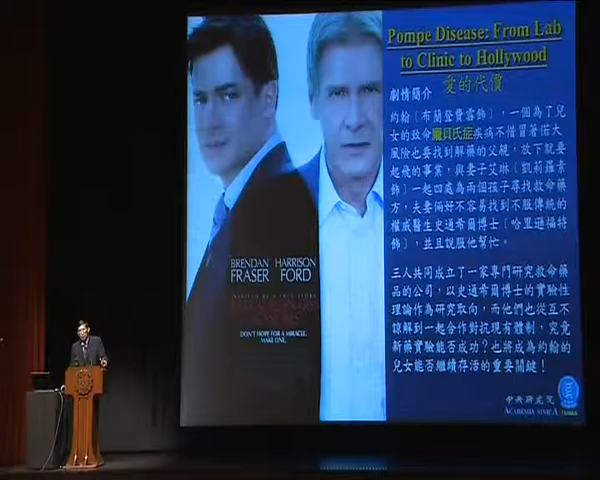 Pompe Disease: From Lab
to Clinic to Hollywood
愛的代價
劇情簡介
約翰〔布蘭登費雪飾〕，一個為了兒
女的致命龐貝氏症疾病不惜冒著偌大
風險也要找到解藥的父親，放下就要
起飛的事業，與妻子艾琳〔凱莉羅素
飾〕一起四處為兩個孩子尋找救命藥
方，夫妻倆好不容易找到不服傳統的
權威醫生史通希爾博士〔哈里遜福特
飾〕，並且說服他幫忙。
三人共同成立了一家專門研究救命藥
品的公司，以史通希爾博士的實驗性
理論作為研究取向，而他們也從互不
諒解到一起合作對抗現有體制，究竟
新藥實驗能否成功？也將成為約翰的
兒女能否繼續存活的重要關鍵！
BRENDAN HARRISON
FRASER FORD
INSPIRED BY A TRUE STORY
DON'T HOPE FOR A MIRACLE.
MAKE ONE.
中央研究院
ACADEMIA SINICA